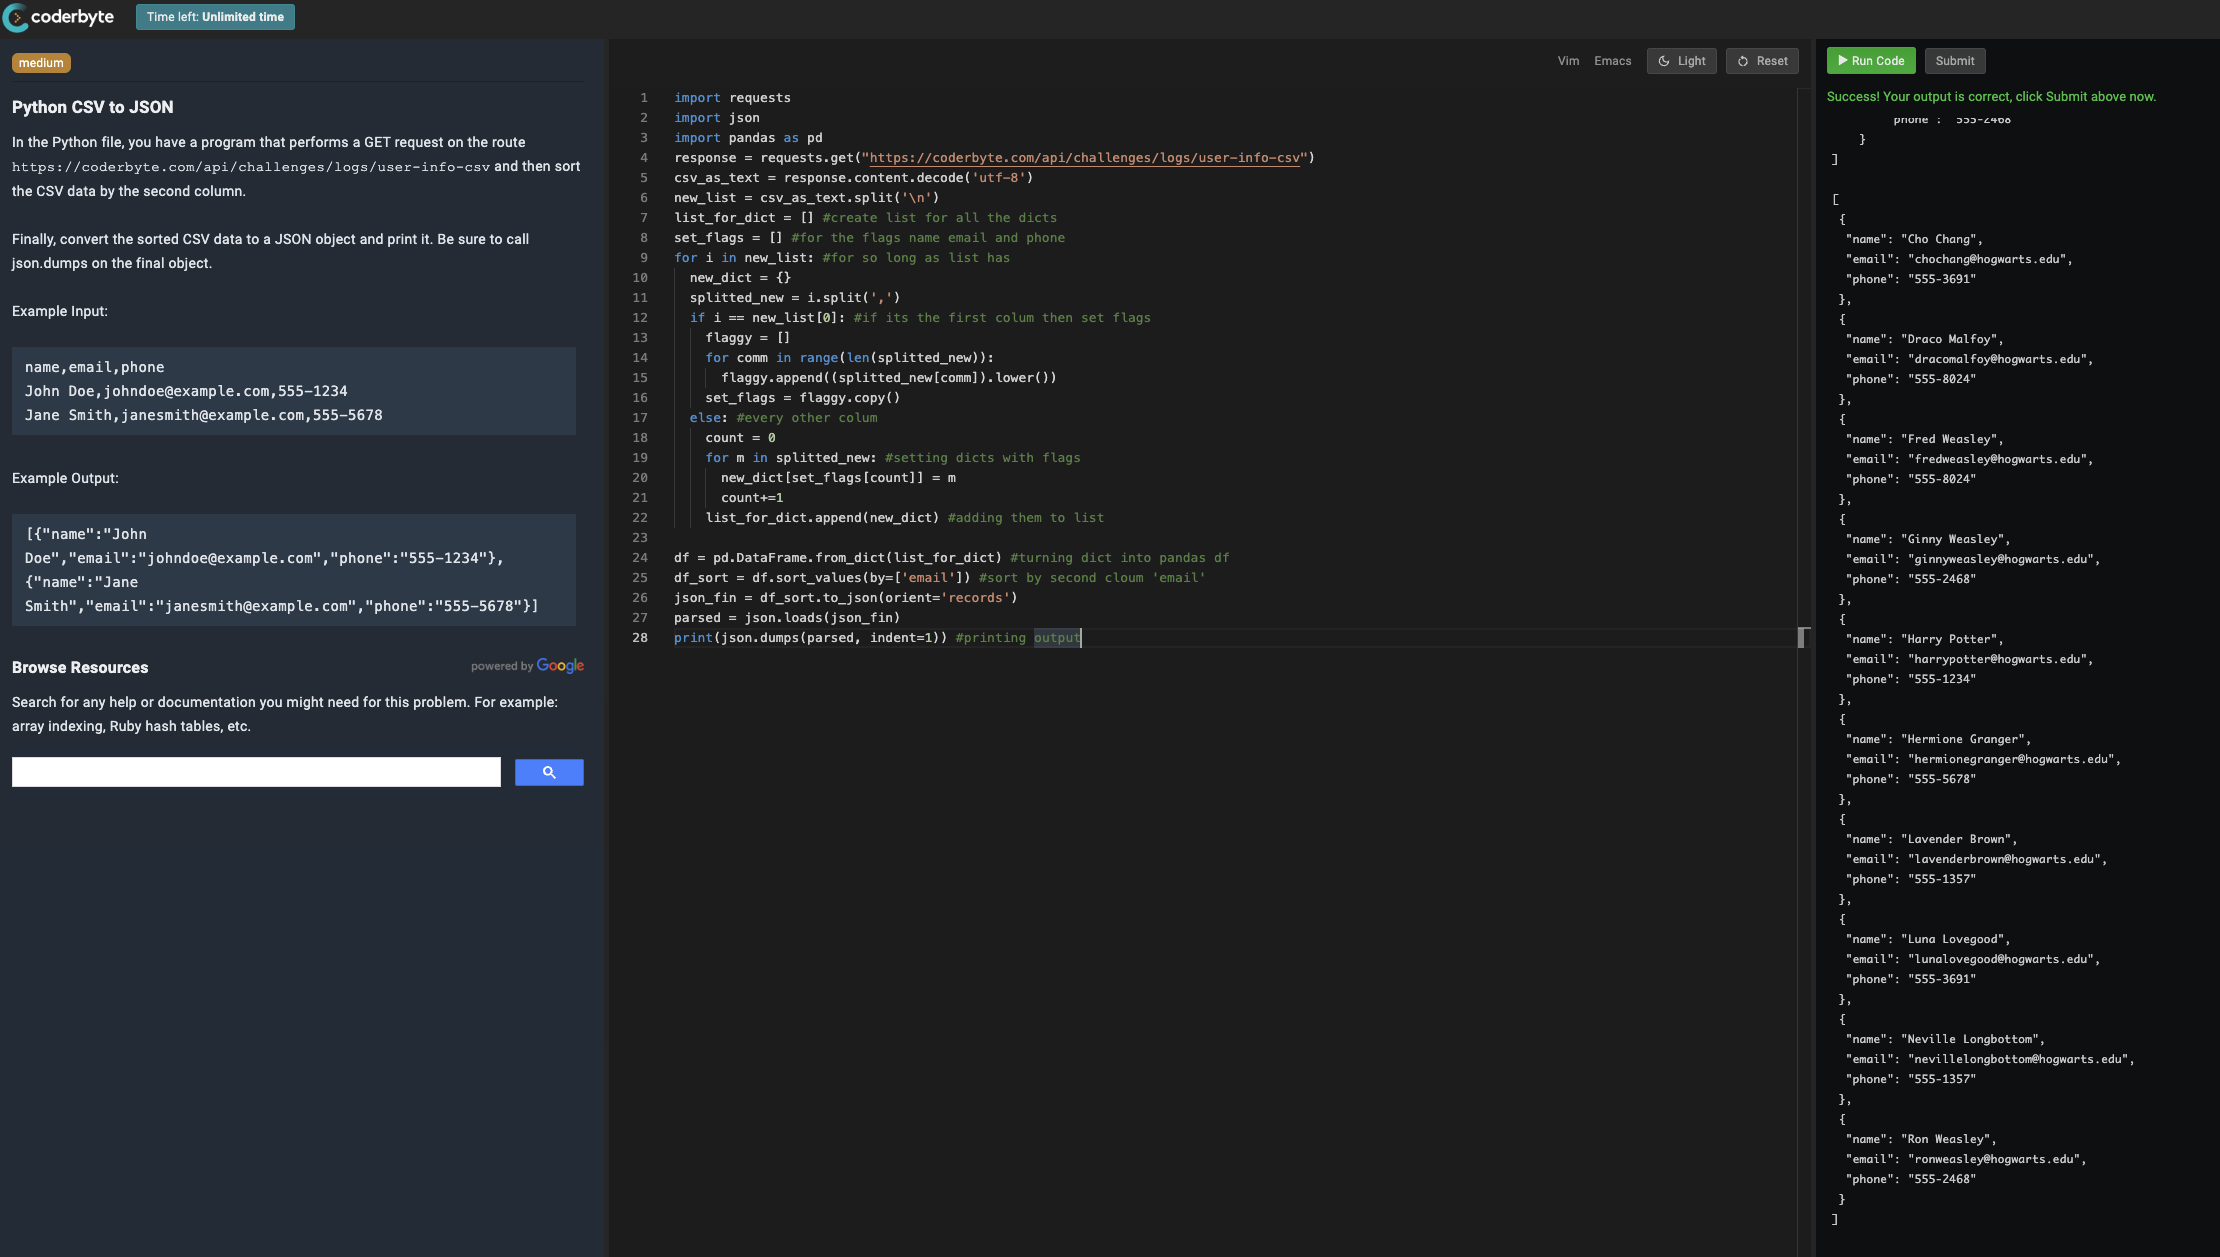 coderbyte
Time left: Unlimited time
medium
Python CSV to JSON
In the Python file, you have a program that performs a GET request on the route
https://coderbyte.com/api/challenges/logs/user-info-csv and then sort
the CSV data by the second column.
Finally, convert the sorted CSV data to a JSON object and print it. Be sure to call
json.dumps on the final object.
Example Input:
name,email,phone
John Doe,johndoe@example.com,555-1234
Jane Smith,janesmith@example.com,555-5678
Example Output:
[{"name":"John
Doe","email":"johndoe@example.com","phone":"555-1234"},
{"name":"Jane
Smith","email":"janesmith@example.com","phone":"555-5678"}]
Browse Resources
powered by Google
Search for any help or documentation you might need for this problem. For example:
array indexing, Ruby hash tables, etc.
Vim Emacs Light Reset
1 import requests
2 import json
3 import pandas as pd
4 response = requests.get("https://coderbyte.com/api/challenges/logs/user-info-csv")
5 csv_as_text = response.content.decode('utf-8')
6 new_list = csv_as_text.split('\n')
7 list_for_dict = [] #create list for all the dicts
8 set_flags = [] #for the flags name email and phone
9 for i in new_list: #for so long as list has
10 new_dict = {}
11 splitted_new = i.split(',')
12 if i == new_list[0]: #if its the first colum then set flags
13 flaggy = []
14 for comm in range(len(splitted_new)):
15 flaggy.append((splitted_new[comm]).lower())
16 set_flags = flaggy.copy()
17 else: #every other colum
18 count = 0
19 for m in splitted_new: #setting dicts with flags
20 new_dict[set_flags[count]] = m
21 count+=1
22 list_for_dict.append(new_dict) #adding them to list
23
24 df = pd.DataFrame.from_dict(list_for_dict) #turning dict into pandas df
25 df_sort = df.sort_values(by=['email']) #sort by second cloum 'email'
26 json_fin = df_sort.to_json(orient='records')
27 parsed = json.loads(json_fin)
28 print(json.dumps(parsed, indent=1)) #printing output
Run Code Submit
Success! Your output is correct, click Submit above now.
phone : 555-2468
}
]
[
{
"name": "Cho Chang",
"email": "chochang@hogwarts.edu",
"phone": "555-3691"
},
{
"name": "Draco Malfoy",
"email": "dracomalfoy@hogwarts.edu",
"phone": "555-8024"
},
{
"name": "Fred Weasley",
"email": "fredweasley@hogwarts.edu",
"phone": "555-8024"
},
{
"name": "Ginny Weasley",
"email": "ginnyweasley@hogwarts.edu",
"phone": "555-2468"
},
{
"name": "Harry Potter",
"email": "harrypotter@hogwarts.edu",
"phone": "555-1234"
},
{
"name": "Hermione Granger",
"email": "hermionegranger@hogwarts.edu",
"phone": "555-5678"
},
{
"name": "Lavender Brown",
"email": "lavenderbrown@hogwarts.edu",
"phone": "555-1357"
},
{
"name": "Luna Lovegood",
"email": "lunalovegood@hogwarts.edu",
"phone": "555-3691"
},
{
"name": "Neville Longbottom",
"email": "nevillelongbottom@hogwarts.edu",
"phone": "555-1357"
},
{
"name": "Ron Weasley",
"email": "ronweasley@hogwarts.edu",
"phone": "555-2468"
}
]